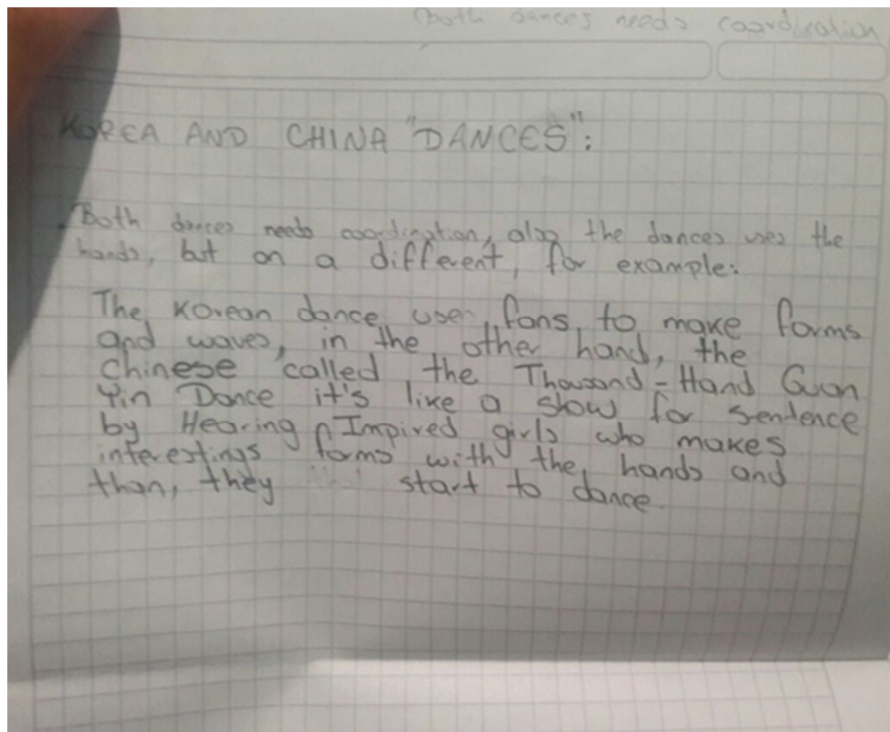 Both dances needs coordination
KOREA AND CHINA "DANCES":
Both dances needs coordination, also the dances uses the
hands, but on a different, for example:
The Korean dance use fans to make forms
and waves, in the other hand, the
chinese called the Thousand-Hand Guan
Yin Dance it's like a slow for sentence
by Hearing Impired girls who makes
interestings forms with the hands and
than, they start to dance